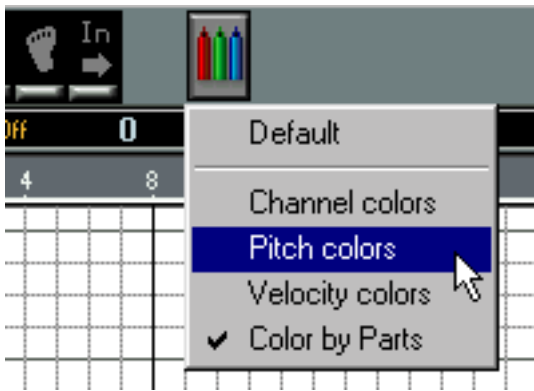 In
Off 0
4 8
Default
Channel colors
Pitch colors
Velocity colors
Color by Parts